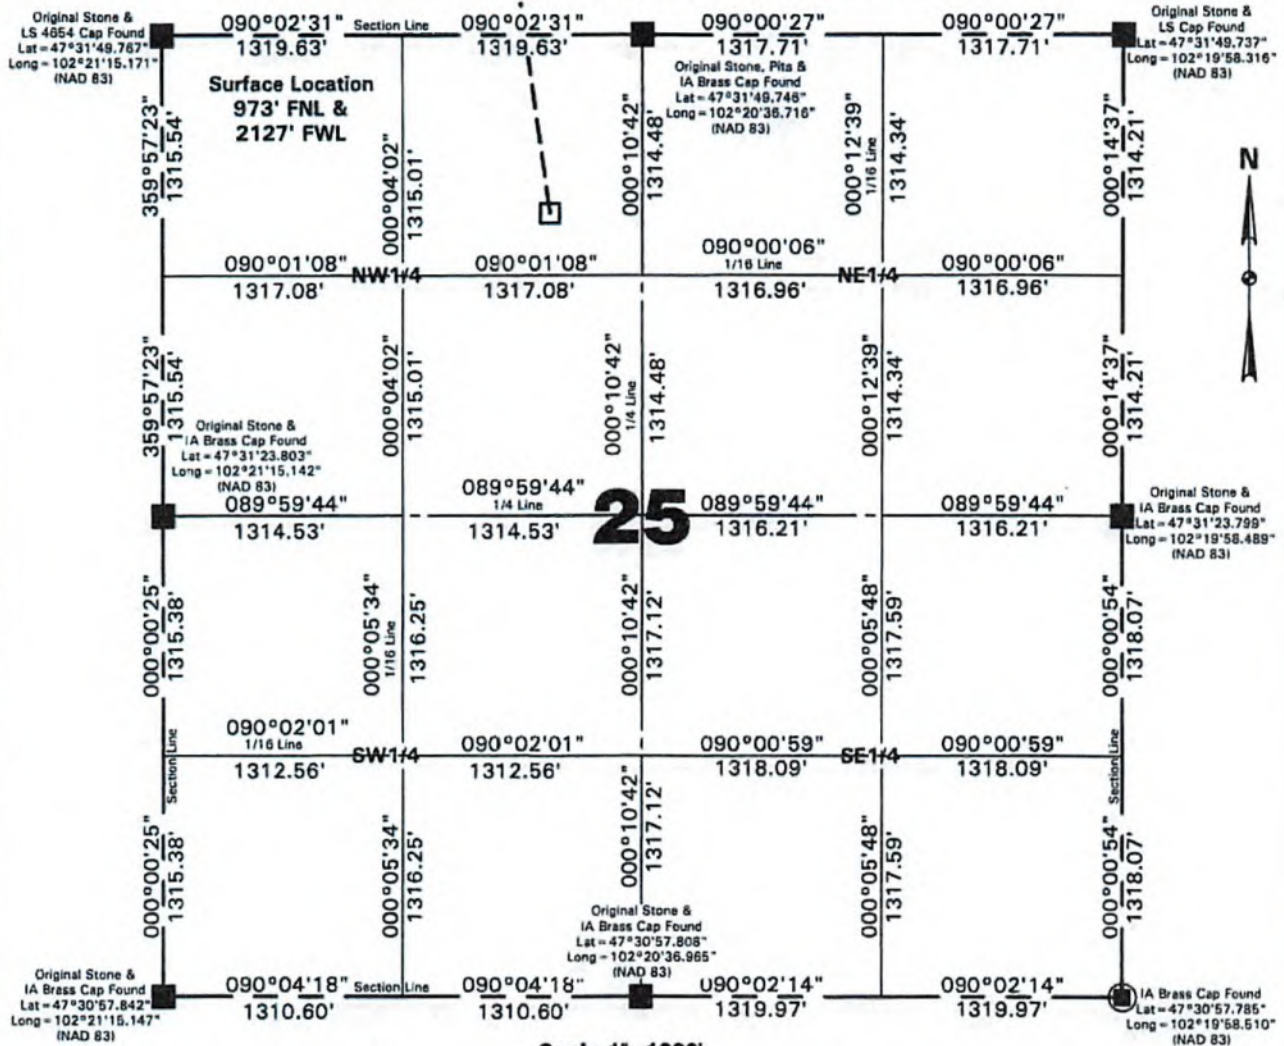 Original Stone &
LS 4654 Cap Found
Lat = 47°31'49.767"
Long = 102°21'15.171"
(NAD 83)
090°02'31"
1319.63'
Section Line
090°02'31"
1319.63'
090°00'27"
1317.71'
090°00'27"
1317.71'
Original Stone &
LS Cap Found
Lat = 47°31'49.737"
Long = 102°19'58.316"
(NAD 83)
Surface Location
973' FNL &
2127' FWL
Original Stone, Pits &
IA Brass Cap Found
Lat = 47°31'49.746"
Long = 102°20'36.716"
(NAD 83)
359°57'23"
1315.54'
000°04'02"
1315.01'
000°10'42"
1314.48'
000°12'39"
1/16 Line
1314.34'
000°14'37"
1314.21'
N
090°01'08"
1317.08'
NW1/4
090°01'08"
1317.08'
090°00'06"
1/16 Line
1316.96'
NE1/4
090°00'06"
1316.96'
359°57'23"
1315.54'
000°04'02"
1315.01'
000°10'42"
1/4 Line
1314.48'
000°12'39"
1314.34'
000°14'37"
1314.21'
Original Stone &
IA Brass Cap Found
Lat = 47°31'23.803"
Long = 102°21'15.142"
(NAD 83)
089°59'44"
1314.53'
089°59'44"
1/4 Line
1314.53'
25
089°59'44"
1316.21'
089°59'44"
1316.21'
Original Stone &
IA Brass Cap Found
Lat = 47°31'23.799"
Long = 102°19'58.489"
(NAD 83)
000°00'25"
1315.38'
000°05'34"
1/16 Line
1316.25'
000°10'42"
1317.12'
000°05'48"
1317.59'
000°00'54"
1318.07'
Section Line
090°02'01"
1/16 Line
1312.56'
SW1/4
090°02'01"
1312.56'
090°00'59"
1318.09'
SE1/4
090°00'59"
1318.09'
Section Line
000°00'25"
1315.38'
000°05'34"
1316.25'
000°10'42"
1317.12'
000°05'48"
1317.59'
000°00'54"
1318.07'
Original Stone &
IA Brass Cap Found
Lat = 47°30'57.808"
Long = 102°20'36.965"
(NAD 83)
Original Stone &
IA Brass Cap Found
Lat = 47°30'57.842"
Long = 102°21'15.147"
(NAD 83)
090°04'18"
1310.60'
Section Line
090°04'18"
1310.60'
090°02'14"
1319.97'
090°02'14"
1319.97'
IA Brass Cap Found
Lat = 47°30'57.785"
Long = 102°19'58.510"
(NAD 83)